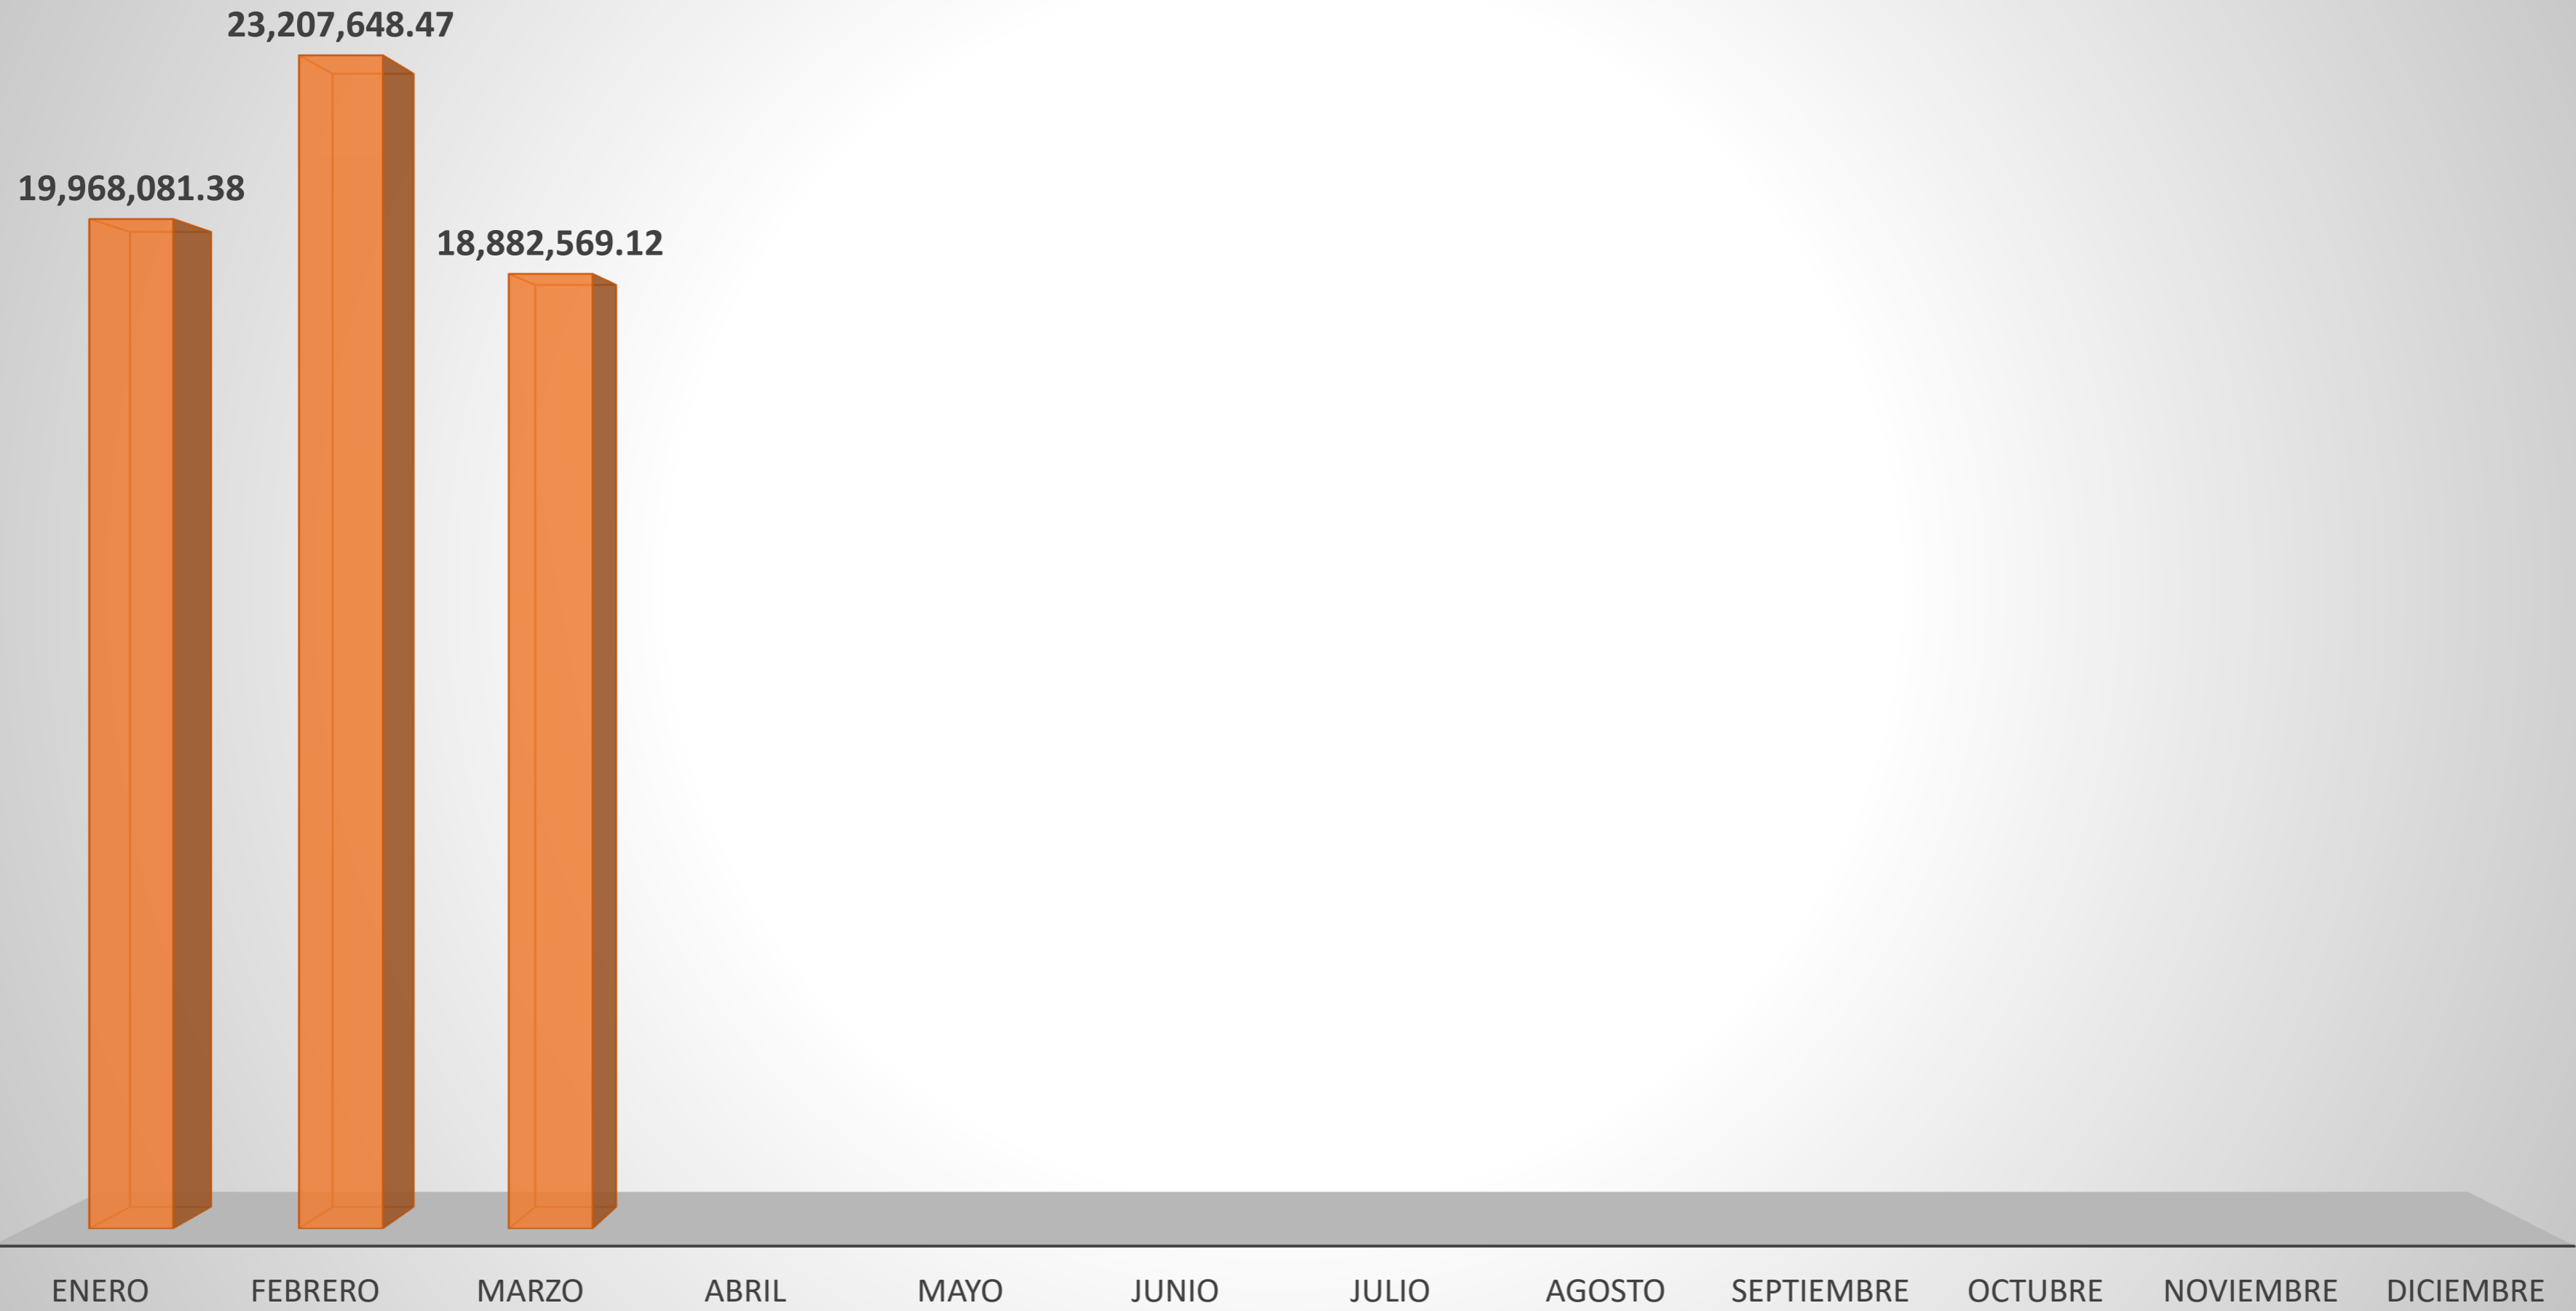 23,207,648.47
19,968,081.38
18,882,569.12
ENERO FEBRERO MARZO ABRIL MAYO JUNIO JULIO AGOSTO SEPTIEMBRE OCTUBRE NOVIEMBRE DICIEMBRE